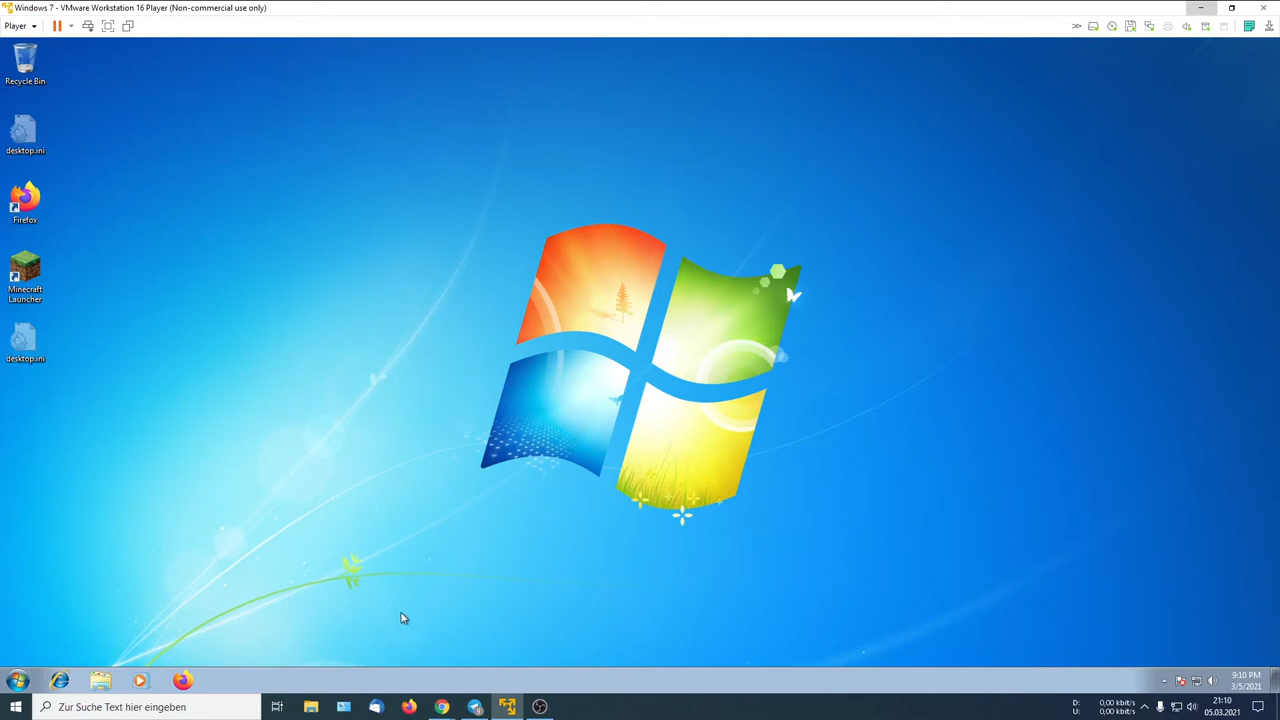 Windows 7 - VMware Workstation 16 Player (Non-commercial use only)
Player
Recycle Bin
desktop.ini
Firefox
Minecraft
Launcher
desktop.ini
9:10 PM
3/5/2021
Zur Suche Text hier eingeben
9
D: 0,00 kbit/s
U: 0,00 kbit/s
21:10
05.03.2021